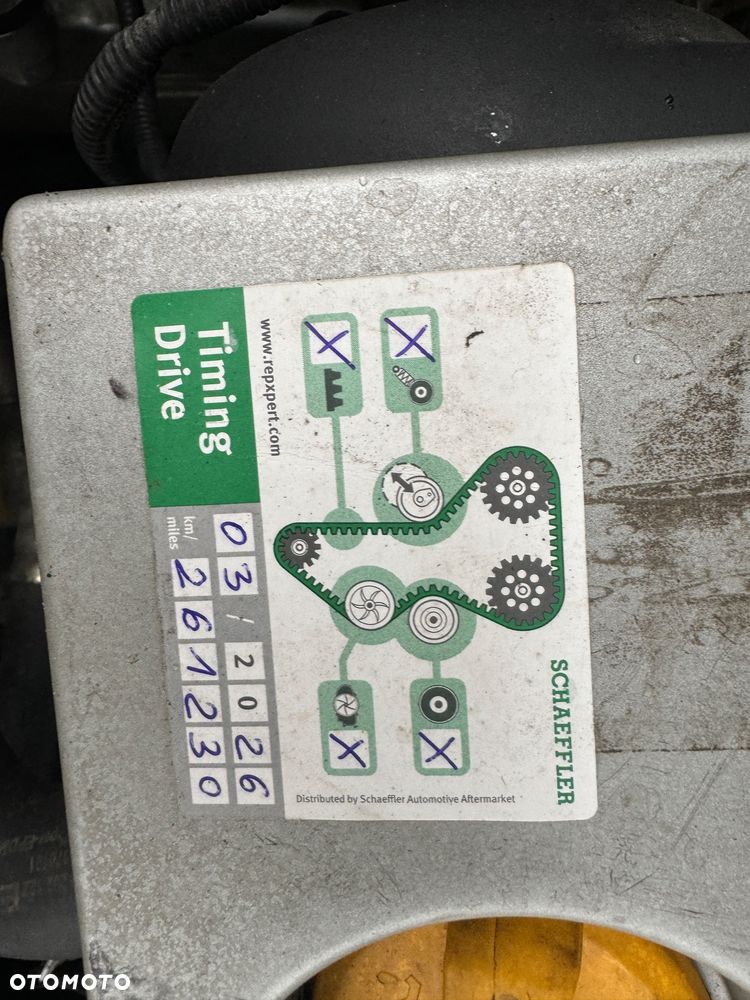 SCHAEFFLER
www.repxpert.com
Timing
Drive
03 / 2026
km/
miles
261230
Distributed by Schaeffler Automotive Aftermarket
OTOMOTO